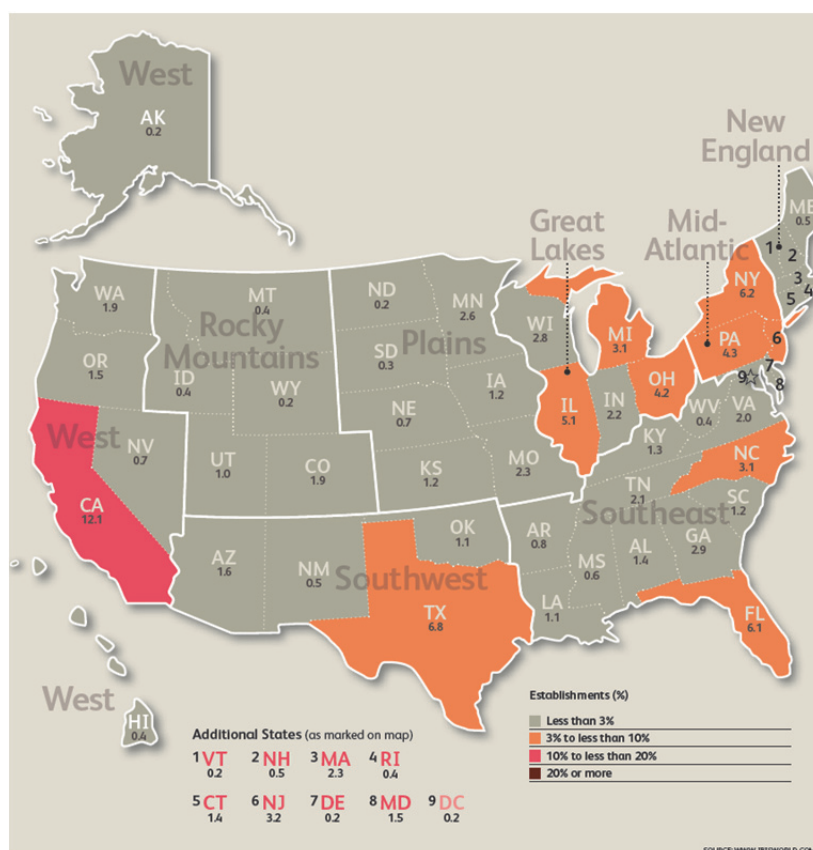 West
AK
0.2
New
England
ME
0.5
Great
Lakes
Mid-
Atlantic
1
2
3
4
5
WA
1.9
MT
0.4
ND
0.2
MN
2.6
NY
6.2
Rocky
Mountains
OR
1.5
ID
0.4
WY
0.2
SD
0.3
Plains
WI
2.8
MI
3.1
PA
4.3
6
7
8
9
IA
1.2
NE
0.7
IL
5.1
IN
2.2
OH
4.2
WV
0.4
VA
2.0
West
NV
0.7
UT
1.0
CO
1.9
KS
1.2
MO
2.3
KY
1.3
NC
3.1
CA
12.1
TN
2.1
SC
1.2
Southeast
AZ
1.6
NM
0.5
OK
1.1
AR
0.8
MS
0.6
AL
1.4
GA
2.9
Southwest
TX
6.8
LA
1.1
FL
6.1
West
HI
0.4
Additional States (as marked on map)
1 VT 2 NH 3 MA 4 RI
0.2 0.5 2.3 0.4
5 CT 6 NJ 7 DE 8 MD 9 DC
1.4 3.2 0.2 1.5 0.2
Establishments (%)
Less than 3%
3% to less than 10%
10% to less than 20%
20% or more
SOURCE: WWW.IBISWORLD.COM